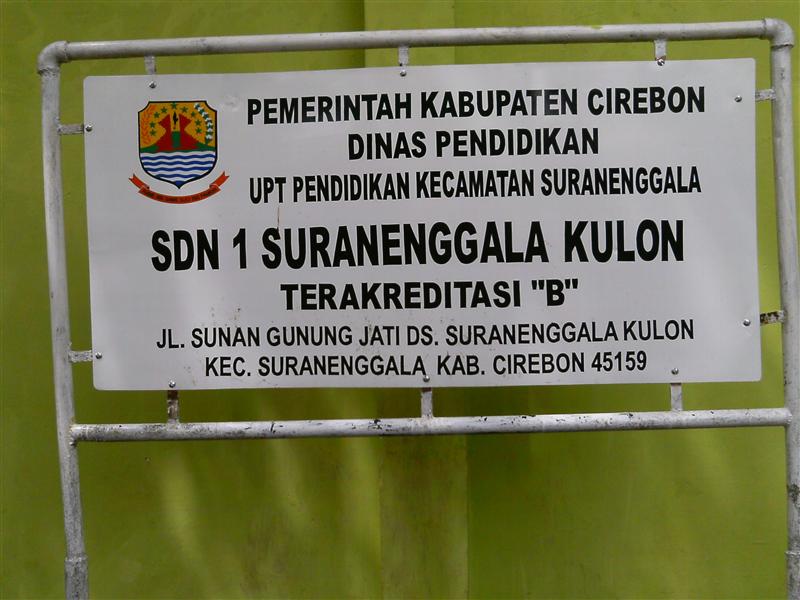 PEMERINTAH KABUPATEN CIREBON
DINAS PENDIDIKAN
UPT PENDIDIKAN KECAMATAN SURANENGGALA
SDN 1 SURANENGGALA KULON
TERAKREDITASI "B"
JL. SUNAN GUNUNG JATI DS. SURANENGGALA KULON
KEC. SURANENGGALA KAB. CIREBON 45159